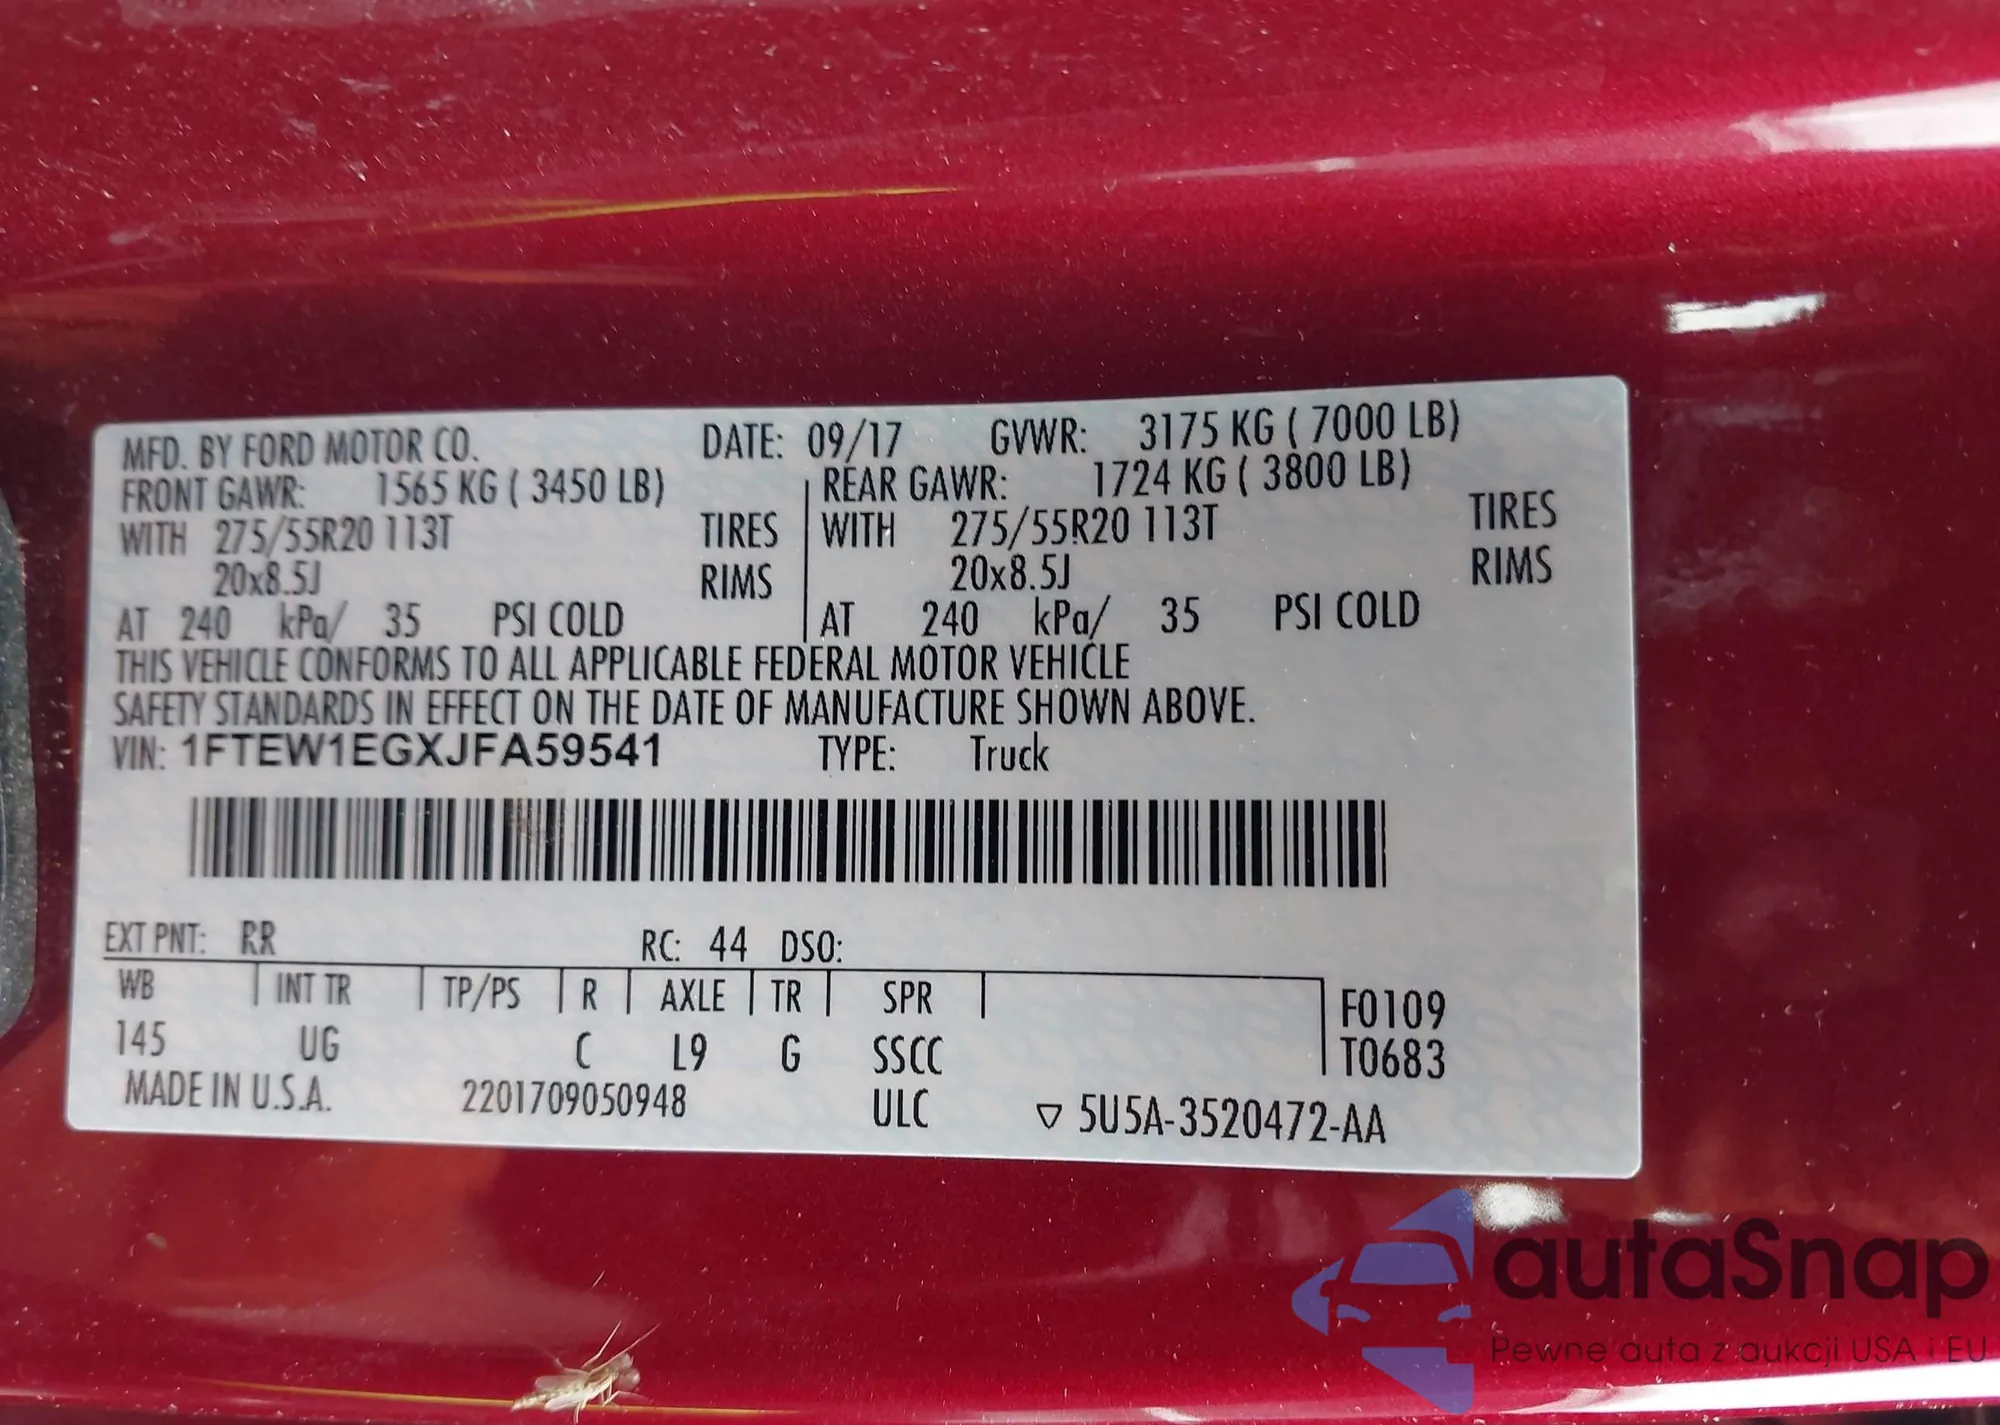 MFD. BY FORD MOTOR CO. DATE: 09/17 GVWR: 3175 KG ( 7000 LB)
FRONT GAWR: 1565 KG ( 3450 LB) REAR GAWR: 1724 KG ( 3800 LB)
WITH 275/55R20 113T TIRES WITH 275/55R20 113T TIRES
20x8.5J RIMS 20x8.5J RIMS
AT 240 kPa/ 35 PSI COLD AT 240 kPa/ 35 PSI COLD
THIS VEHICLE CONFORMS TO ALL APPLICABLE FEDERAL MOTOR VEHICLE
SAFETY STANDARDS IN EFFECT ON THE DATE OF MANUFACTURE SHOWN ABOVE.
VIN: 1FTEW1EGXJFA59541 TYPE: Truck
EXT PNT: RR RC: 44 DSO:
WB INT TR TP/PS R AXLE TR SPR F0109
145 UG C L9 G SSCC T0683
MADE IN U.S.A. 2201709050948 ULC ▽ 5U5A-3520472-AA
autaSnap
Pewne auta z aukcji USA i EU